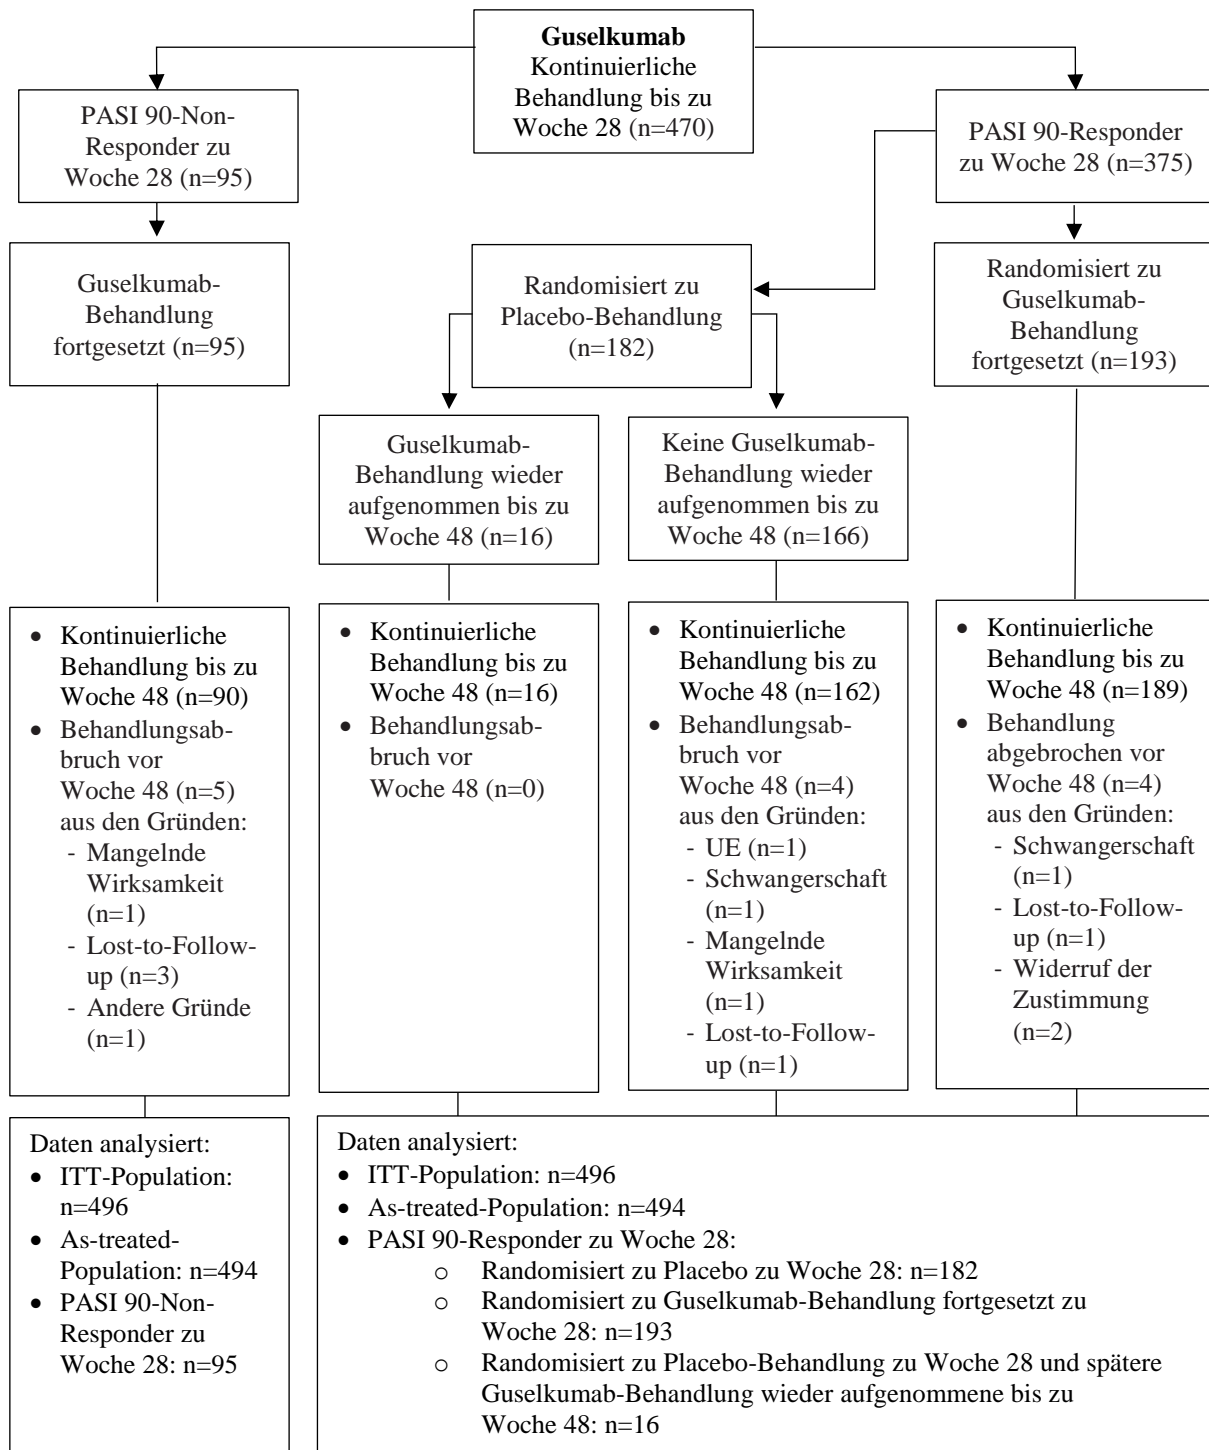 Guselkumab
Kontinuierliche
Behandlung bis zu
Woche 28 (n=470)
PASI 90-Non-
Responder zu
Woche 28 (n=95)
PASI 90-Responder
zu Woche 28 (n=375)
Guselkumab-
Behandlung
fortgesetzt (n=95)
Randomisiert zu
Placebo-Behandlung
(n=182)
Randomisiert zu
Guselkumab-
Behandlung
fortgesetzt (n=193)
Guselkumab-
Behandlung wieder
aufgenommen bis zu
Woche 48 (n=16)
Keine Guselkumab-
Behandlung wieder
aufgenommen bis zu
Woche 48 (n=166)
• Kontinuierliche
Behandlung bis zu
Woche 48 (n=90)
• Behandlungsab-
bruch vor
Woche 48 (n=5)
aus den Gründen:
- Mangelnde
Wirksamkeit
(n=1)
- Lost-to-Follow-
up (n=3)
- Andere Gründe
(n=1)
• Kontinuierliche
Behandlung bis zu
Woche 48 (n=16)
• Behandlungsab-
bruch vor
Woche 48 (n=0)
• Kontinuierliche
Behandlung bis zu
Woche 48 (n=162)
• Behandlungsab-
bruch vor
Woche 48 (n=4)
aus den Gründen:
- UE (n=1)
- Schwangerschaft
(n=1)
- Mangelnde
Wirksamkeit
(n=1)
- Lost-to-Follow-
up (n=1)
• Kontinuierliche
Behandlung bis zu
Woche 48 (n=189)
• Behandlung
abgebrochen vor
Woche 48 (n=4)
aus den Gründen:
- Schwangerschaft
(n=1)
- Lost-to-Follow-
up (n=1)
- Widerruf der
Zustimmung
(n=2)
Daten analysiert:
• ITT-Population:
n=496
• As-treated-
Population: n=494
• PASI 90-Non-
Responder zu
Woche 28: n=95
Daten analysiert:
• ITT-Population: n=496
• As-treated-Population: n=494
• PASI 90-Responder zu Woche 28:
o Randomisiert zu Placebo zu Woche 28: n=182
o Randomisiert zu Guselkumab-Behandlung fortgesetzt zu
Woche 28: n=193
o Randomisiert zu Placebo-Behandlung zu Woche 28 und spätere
Guselkumab-Behandlung wieder aufgenommene bis zu
Woche 48: n=16